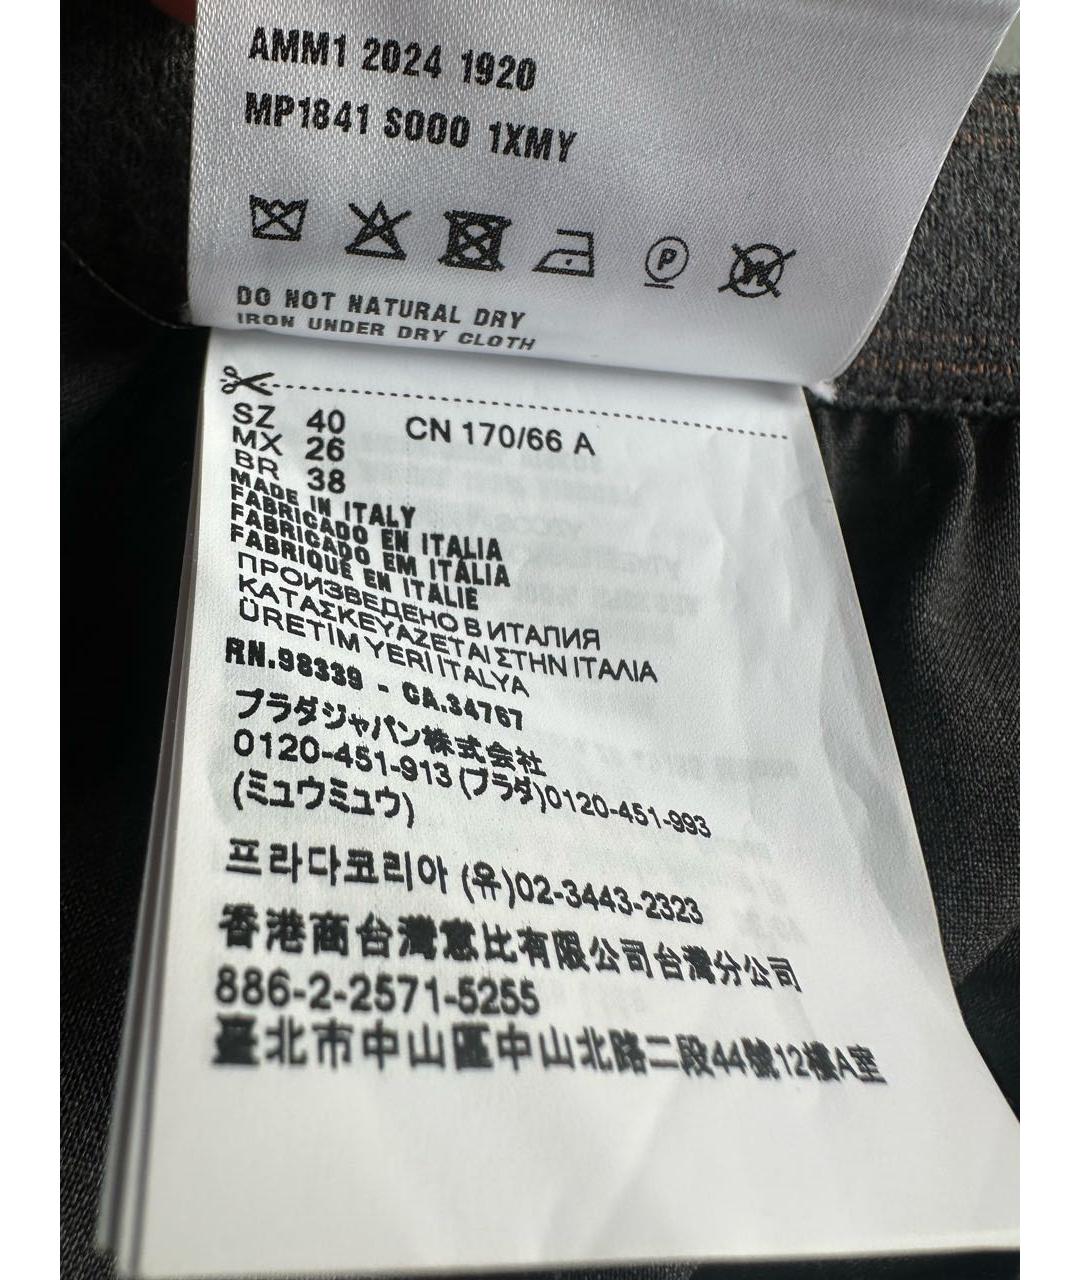 AMM1 2024 1920
MP1841 S000 1XMY
P
W
DO NOT NATURAL DRY
IRON UNDER DRY CLOTH
SZ 40 CN 170/66 A
MX 26
BR 38
MADE IN ITALY
FABRICADO EN ITALIA
FABRICADO EM ITÁLIA
FABRIQUÉ EN ITALIE
ПРОИЗВЕДЕНО В ИТАЛИЯ
ΚΑΤΑΣΚΕΥΑΖΕΤΑΙ ΣΤΗΝ ΙΤΑΛΙΑ
ÜRETİM YERİ İTALYA
RN.98339 - CA.34767
プラダジャパン株式会社
0120-451-913 (プラダ)0120-451-993
(ミュウミュウ)
프라다코리아 (유)02-3443-2323
香港商台灣意比有限公司台灣分公司
886-2-2571-5255
臺北市中山區中山北路二段44號12樓A室